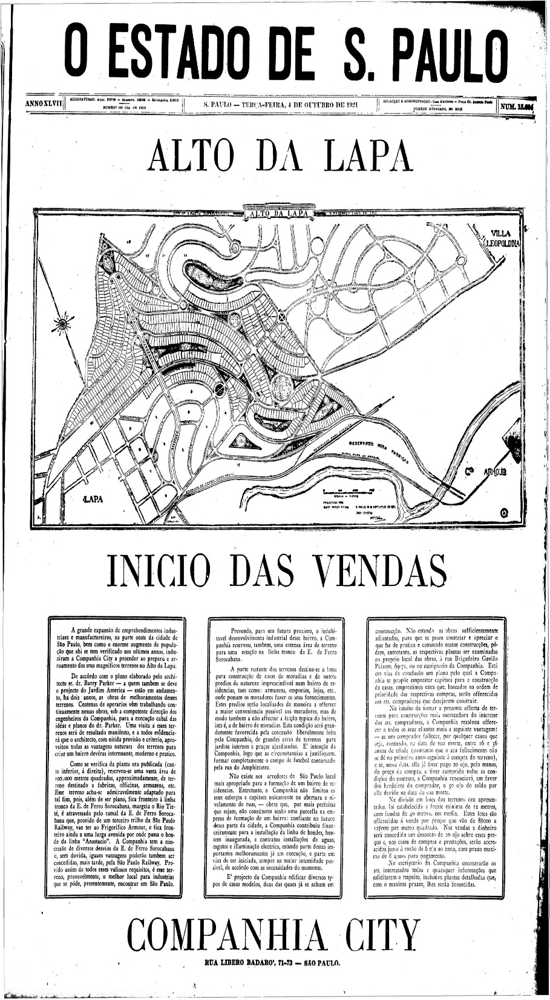 O ESTADO DE S. PAULO
ANNO XLVII
ASSIGNATURAS: Anno, Semestre, Estrangeiro,
NUMERO DO DIA 100 REIS
S. PAULO — TERÇA-FEIRA, 4 DE OUTUBRO DE 1921
REDACÇÃO E ADMINISTRAÇÃO: Casa Martinico — Praça Dr. Antonio Prado
NUMERO ATRASADO, 200 RÉIS
NUM.
ALTO DA LAPA
ALTO DA LAPA
VILLA
LEOPOLDINA
RESERVADO PARA FABRICAS
Cia ARMOUR
LAPA
INICIO DAS VENDAS
A grande expansão de emprehendimentos indus-
triaes e manufactureiros, na parte oeste da cidade de
São Paulo, bem como o enorme augmento de popula-
ção que ahi se tem verificado nos ultimos annos, indu-
ziram a Companhia City a proceder ao preparo e ar-
ruamento dos seus magnificos terrenos no Alto da Lapa.
De accôrdo com o plano elaborado pelo archi-
tecto sr. dr. Barry Parker — a quem tambem se deve
o projecto do Jardim America — estão em andamen-
to, ha dois annos, as obras de melhoramentos desses
terrenos. Centenas de operarios vêm trabalhando con-
tinuamente nessas obras, sob a competente direcção dos
engenheiros da Companhia, para a execução cabal das
idéas e planos do dr. Parker. Uma visita a esses ter-
renos será de resultado manifesto, e a todos evidencia-
rá que o architecto, com nitida previsão e criterio, apro-
veitou todas as vantagens naturaes dos terrenos para
criar um bairro devéras interessante, moderno e pratico.
Como se verifica da planta ora publicada (can-
to inferior, á direita), reservou-se uma vasta área de
100.000 metros quadrados, approximadamente, de ter-
reno destinado a fabricas, officinas, armazens, etc.
Esse terreno acha-se admiravelmente adaptado para
tal fim, pois, além de ser plano, fica fronteiro á linha
tronco da E. de Ferro Sorocabana, margeia o Rio Tie-
té, é atravessado pelo ramal da E. de Ferro Soroca-
bana que, provido de um terceiro trilho da São Paulo
Railway, vae ter ao Frigorifico Armour, e fica fron-
teiro ainda a uma larga avenida por onde passa o bon-
de da linha "Anastacio". A Companhia tem a con-
cessão de diversos desvios da E. de Ferro Sorocabana
e, sem duvida, iguaes vantagens poderão tambem ser
concedidas, mais tarde, pela São Paulo Railway. Pro-
vido assim de todos esses valiosos requisitos, é esse ter-
reno, provavelmente, o melhor local para industrias
que se póde, presentemente, encontrar em São Paulo.
Prevendo, para um futuro proximo, o indubi-
tavel desenvolvimento industrial desse bairro, a Com-
panhia reservou, tambem, uma extensa área de terreno
para uma estação na linha tronco da E. de Ferro
Sorocabana.
A parte restante dos terrenos destina-se a lotes
para construcção de casas de moradias e de outros
predios de natureza imprescindivel num bairro de re-
sidencias, taes como: armazens, emporios, lojas, etc.,
onde possam os moradores fazer os seus fornecimentos.
Estes predios serão localisados de maneira a offerecer
a maior conveniencia possivel aos moradores, mas de
modo tambem a não affectar a feição typica do bairro,
isto é, a de bairro de moradias. Esta condição será gran-
demente favorecida pela concessão liberalmente feita
pela Companhia, de grandes areas de terrenos para
jardins internos e praças ajardinadas. E' intenção da
Companhia, logo que as circumstancias a justifiquem,
formar completamente o campo de futebol contornado
pela rua do Amphiteatro.
Não existe nos arredores de São Paulo local
mais apropriado para a formação de um bairro de re-
sidencias. Entretanto, a Companhia não limitou os
seus esforços e capitaes unicamente na abertura e ni-
velamento de ruas, — obras que, por mais perfeitas
que sejam, não constituem senão uma parcella na em-
presa de formação de um bairro: confiante no futuro
dessa parte da cidade, a Companhia contribuiu finan-
ceiramente para a installação da linha de bondes, hon-
tem inaugurada, e contratou installações de aguas,
esgotos e illuminação electrica, estando parte destes im-
portantes melhoramentos já em execução, e parte em
vias de ser iniciada, sempre na maior intensidade pos-
sivel, de accôrdo com as necessidades do momento.
E' projecto da Companhia edificar diversos ty-
pos de casas modelos, duas das quaes já se acham em
construcção. Não estando as obras sufficientemente
adiantadas, para que se possa constatar e apreciar o
que ha de pratico e commodo nessas construcções, pó-
dem, entretanto, as respectivas plantas ser examinadas
no proprio local das obras, á rua Brigadeiro Gavião
Peixoto, 69-71, ou no escriptorio da Companhia. Está
em vias de conclusão um plano pelo qual a Compa-
nhia se propõe emprestar capitaes para a construcção
de casas, emprestimos estes que, baseados na ordem de
prioridade das respectivas compras, serão offerecidos
aos srs. compradores que desejarem construir.
No intuito de tornar a presente offerta de ter-
renos para construcções mais merecedora do interesse
dos srs. compradores, a Companhia resolveu offere-
cer a todos os seus clientes mais a seguinte vantagem:
— se um comprador fallecer, por qualquer causa que
seja, contando, na data de sua morte, entre 16 e 56
annos de edade (comtanto que o seu fallecimento não
se dê no primeiro anno seguinte á compra do terreno),
e se, nessa data, elle já tiver pago 20 o|o, pelo menos,
do preço da compra, e tiver cumprido todas as con-
dições do contrato, a Companhia renunciará, em favor
dos herdeiros do comprador, a 50 o|o do saldo por
elle devido na data da sua morte.
Na divisão em lotes dos terrenos ora apresen-
tados, foi estabelecida a frente minima de 12 metros,
com fundos de 40 metros, em media. Estes lotes são
offerecidos á venda por preços que vão de 8$000 a
12$000 por metro quadrado. Nas vendas a dinheiro
será concedido um desconto de 10 o|o sobre esses pre-
ços e, nos casos de compras e prestações, serão accre-
scidos juros á razão de 6 o|o ao anno, com prazo maxi-
mo de 8 annos para pagamento.
No escriptorio da Companhia encontrarão os
srs. interessados todas e quaesquer informações que
solicitarem a respeito, inclusive plantas detalhadas que,
com o maximo prazer, lhes serão fornecidas.
COMPANHIA CITY
RUA LIBERO BADARO', 71-73 — SÃO PAULO.